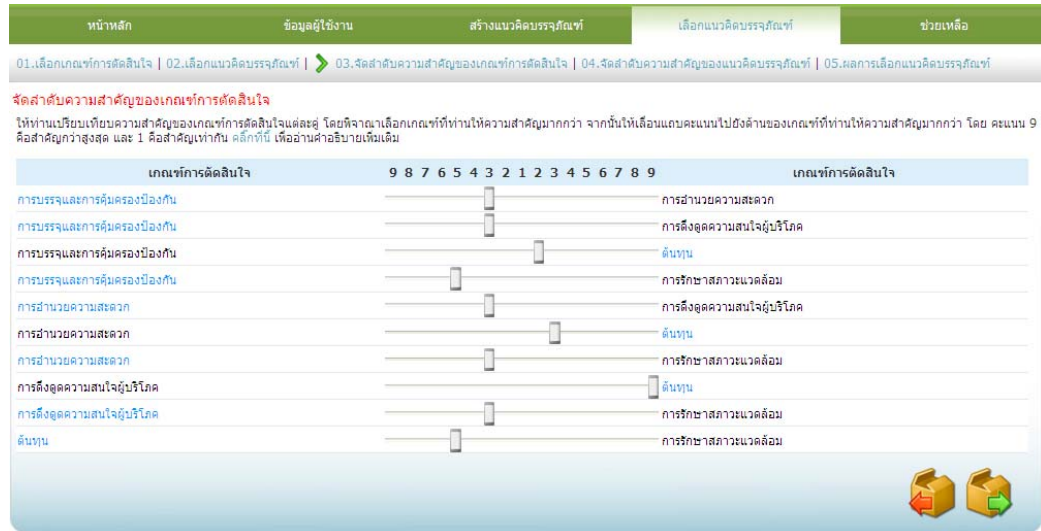 หน้าหลัก ข้อมูลผู้ใช้งาน สร้างแนวคิดบรรจุภัณฑ์ เลือกแนวคิดบรรจุภัณฑ์ ช่วยเหลือ
01.เลือกเกณฑ์การตัดสินใจ | 02.เลือกแนวคิดบรรจุภัณฑ์ | 03.จัดลำดับความสำคัญของเกณฑ์การตัดสินใจ | 04.จัดลำดับความสำคัญของแนวคิดบรรจุภัณฑ์ | 05.ผลการเลือกแนวคิดบรรจุภัณฑ์
จัดลำดับความสำคัญของเกณฑ์การตัดสินใจ
ให้ท่านเปรียบเทียบความสำคัญของเกณฑ์การตัดสินใจแต่ละคู่ โดยพิจาณาเลือกเกณฑ์ที่ท่านให้ความสำคัญมากกว่า จากนั้นให้เลื่อนแถบคะแนนไปยังด้านของเกณฑ์ที่ท่านให้ความสำคัญมากกว่า โดย คะแนน 9
คือสำคัญกว่าสูงสุด และ 1 คือสำคัญเท่ากัน คลิ๊กที่นี้ เพื่ออ่านคำอธิบายเพิ่มเติม
เกณฑ์การตัดสินใจ 9 8 7 6 5 4 3 2 1 2 3 4 5 6 7 8 9 เกณฑ์การตัดสินใจ
การบรรจุและการคุ้มครองป้องกัน การอำนวยความสะดวก
การบรรจุและการคุ้มครองป้องกัน การดึงดูดความสนใจผู้บริโภค
การบรรจุและการคุ้มครองป้องกัน ต้นทุน
การบรรจุและการคุ้มครองป้องกัน การรักษาสภาวะแวดล้อม
การอำนวยความสะดวก การดึงดูดความสนใจผู้บริโภค
การอำนวยความสะดวก ต้นทุน
การอำนวยความสะดวก การรักษาสภาวะแวดล้อม
การดึงดูดความสนใจผู้บริโภค ต้นทุน
การดึงดูดความสนใจผู้บริโภค การรักษาสภาวะแวดล้อม
ต้นทุน การรักษาสภาวะแวดล้อม